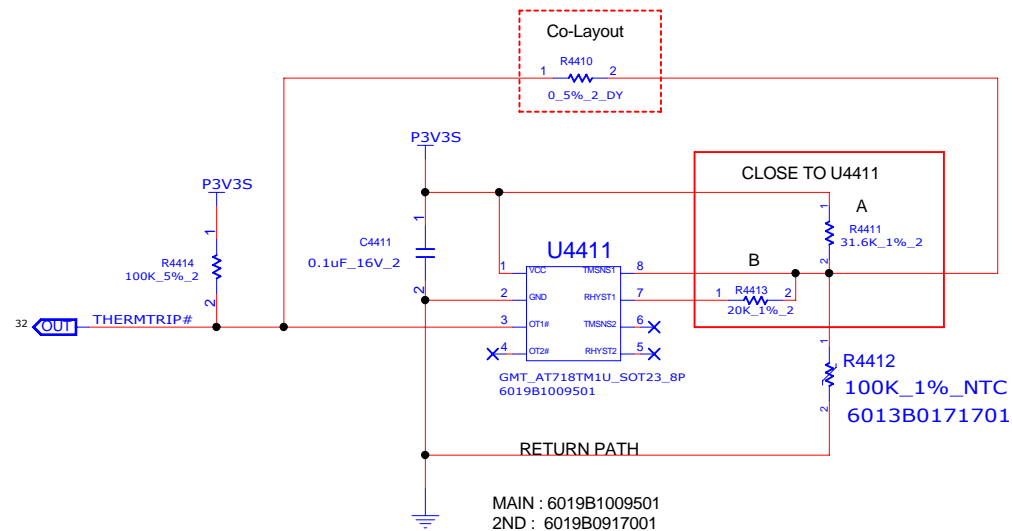 Co-Layout
R4410
1 2
0_5%_2_DY
P3V3S
CLOSE TO U4411
P3V3S
1
A
R4411
31.6K_1%_2
2
1
C4411
0.1uF_16V_2
2
1
R4414
100K_5%_2
2
U4411
B
1 VCC TMSNS1 8
2 GND RHYST1 7
1 R4413 2
20K_1%_2
3 OT1# TMSNS2 6
4 OT2# RHYST2 5
32 OUT THERMTRIP#
GMT_AT718TM1U_SOT23_8P
6019B1009501
1
R4412
100K_1%_NTC
6013B0171701
2
RETURN PATH
MAIN : 6019B1009501
2ND : 6019B0917001